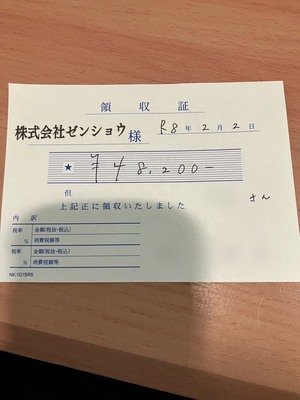 領収証
株式会社ゼンショウ 様
R8年2月2日
★ ¥48,200-
但
上記正に領収いたしました
さん
内訳
税率 金額(税抜・税込)
% 消費税額等
税率 金額(税抜・税込)
% 消費税額等
NK-1015RS